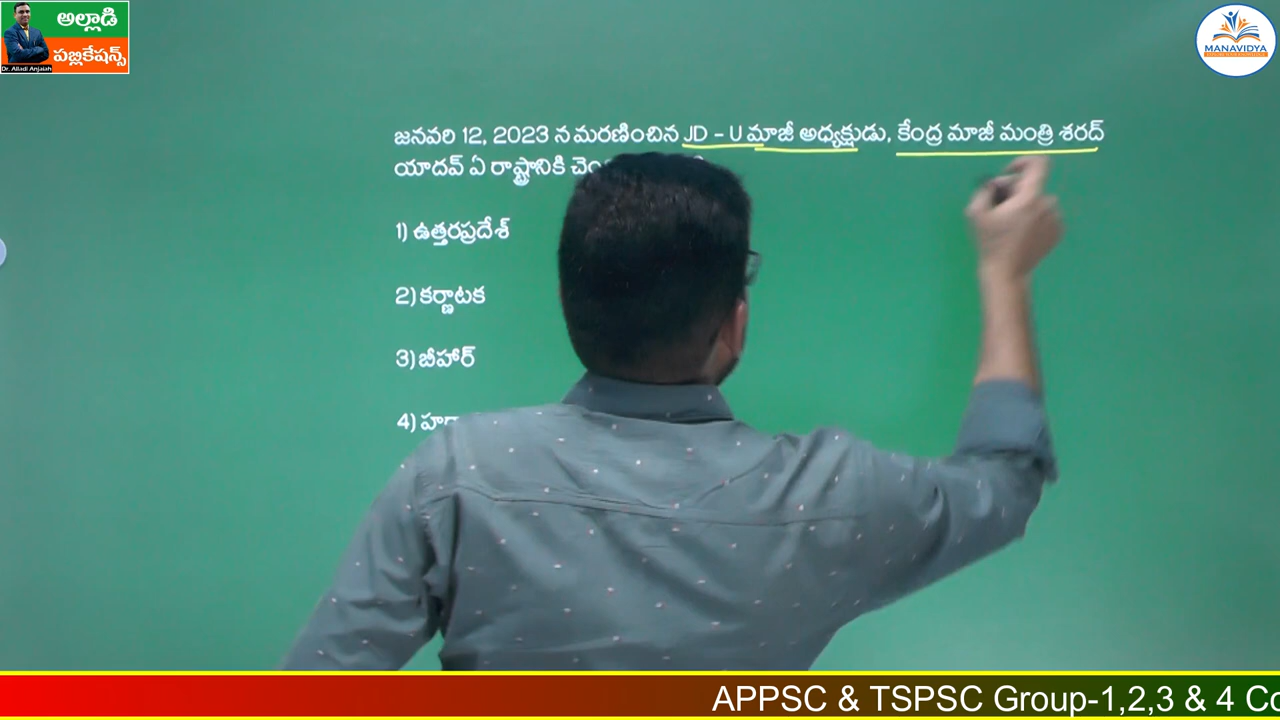 అల్లాడి
పబ్లికేషన్స్
Dr. Alladi Anjaiah
MANAVIDYA
జనవరి 12, 2023 న మరణించిన JD - U మాజీ అధ్యక్షుడు, కేంద్ర మాజీ మంత్రి శరద్
యాదవ్ ఏ రాష్ట్రానికి
1) ఉత్తరప్రదేశ్
2) కర్ణాటక
3) బీహార్
4)
APPSC & TSPSC Group-1,2,3 & 4